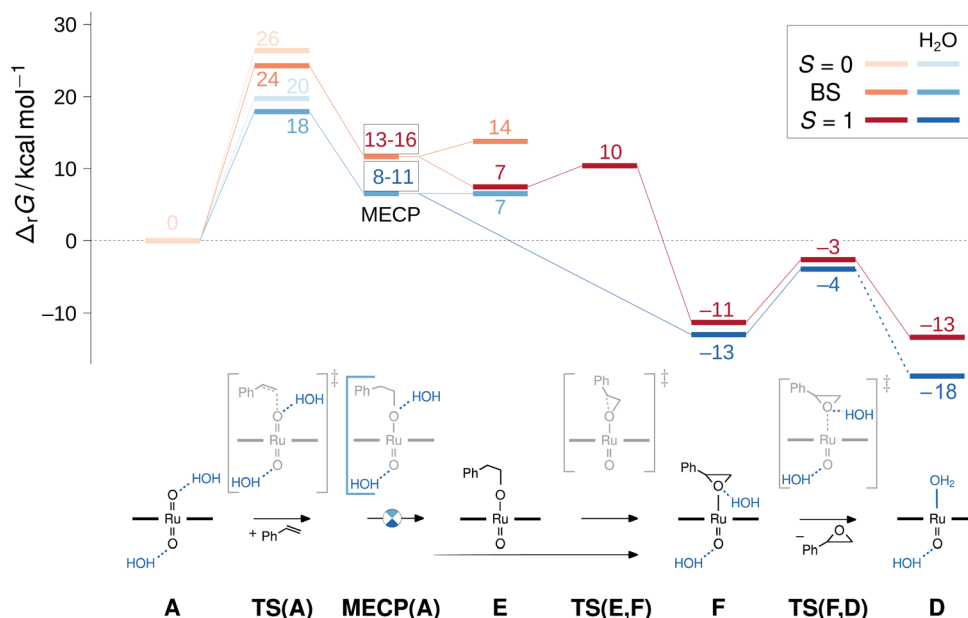 ΔrG / kcal mol⁻¹
30
20
10
0
−10
H₂O
S = 0
BS
S = 1
0
26
24
20
18
13-16
8-11
MECP
14
7
7
10
–11
–13
–3
–4
–13
–18
Ph
HOH
O
Ru
O
HOH
‡
Ph
HOH
O
Ru
O
HOH
Ph
O
Ru
O
‡
Ph
O
HOH
Ru
O
HOH
‡
HOH
O
Ru
O
HOH
+ Ph
Ph
O
Ru
O
Ph
O
HOH
Ru
O
HOH
–
O
Ph
OH₂
Ru
O
HOH
A TS(A) MECP(A) E TS(E,F) F TS(F,D) D